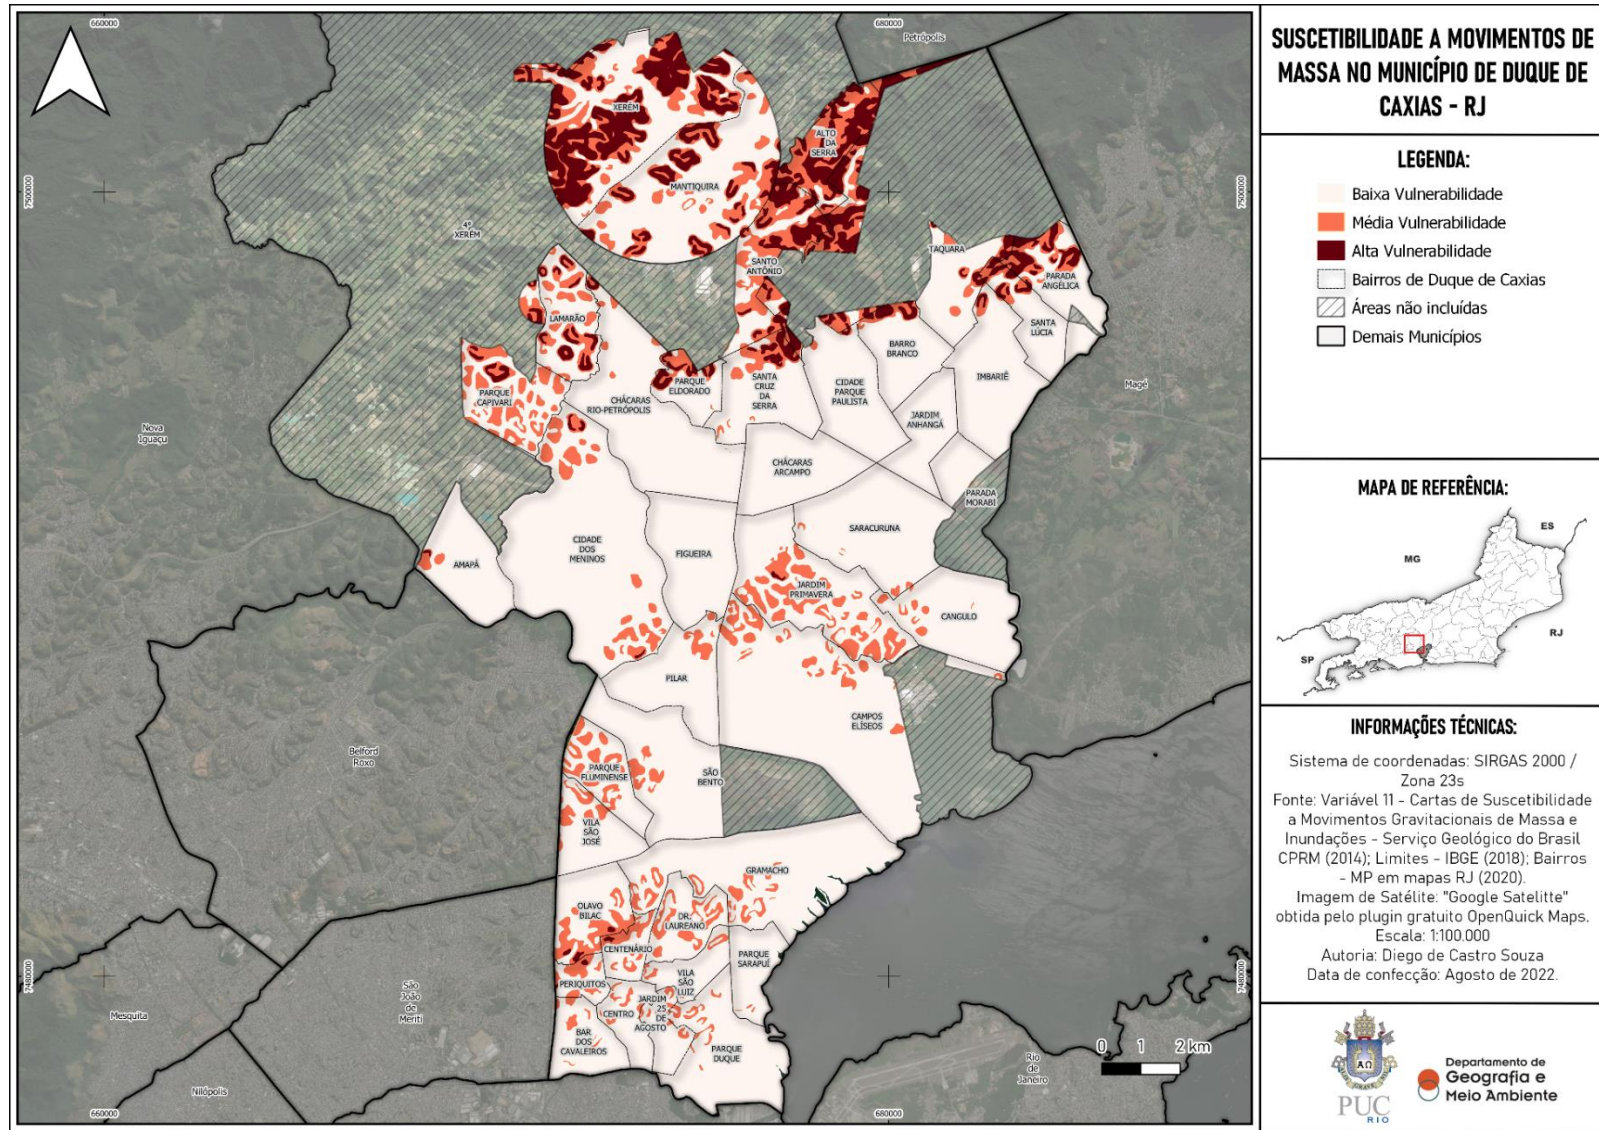 660000
680000
Petrópolis
XERÉM
ALTO
DA
SERRA
MANTIQUIRA
7500000
7500000
4º
XERÉM
TAQUARA
SANTO
ANTÔNIO
PARADA
ANGÉLICA
LAMARÃO
SANTA
LÚCIA
BARRO
BRANCO
IMBARIÊ
Magé
PARQUE
CAPIVARI
CHÁCARAS
RIO-PETRÓPOLIS
PARQUE
ELDORADO
SANTA
CRUZ
DA
SERRA
CIDADE
PARQUE
PAULISTA
JARDIM
ANHANGÁ
Nova
Iguaçu
CHÁCARAS
ARCAMPO
PARADA
MORABI
SARACURUNA
CIDADE
DOS
MENINOS
FIGUEIRA
AMAPÁ
JARDIM
PRIMAVERA
CANGULO
PILAR
CAMPOS
ELÍSEOS
Belford
Roxo
PARQUE
FLUMINENSE
SÃO
BENTO
VILA
SÃO
JOSÉ
GRAMACHO
OLAVO
BILAC
DR.
LAUREANO
CENTENÁRIO
PARQUE
SARAPUÍ
PERIQUITOS
VILA
SÃO
LUIZ
7480000
7480000
São
João
de
Meriti
Mesquita
CENTRO
JARDIM
25
DE
AGOSTO
BAR
DOS
CAVALEIROS
PARQUE
DUQUE
Nilópolis
Rio
de
Janeiro
0 1 2 km
660000
680000
SUSCETIBILIDADE A MOVIMENTOS DE
MASSA NO MUNICÍPIO DE DUQUE DE
CAXIAS - RJ
LEGENDA:
Baixa Vulnerabilidade
Média Vulnerabilidade
Alta Vulnerabilidade
Bairros de Duque de Caxias
Áreas não incluídas
Demais Municípios
MAPA DE REFERÊNCIA:
ES
MG
RJ
SP
INFORMAÇÕES TÉCNICAS:
Sistema de coordenadas: SIRGAS 2000 /
Zona 23s
Fonte: Variável 11 - Cartas de Suscetibilidade
a Movimentos Gravitacionais de Massa e
Inundações - Serviço Geológico do Brasil
CPRM (2014); Limites - IBGE (2018); Bairros
- MP em mapas RJ (2020).
Imagem de Satélite: "Google Satelitte"
obtida pelo plugin gratuito OpenQuick Maps.
Escala: 1:100.000
Autoria: Diego de Castro Souza
Data de confecção: Agosto de 2022.
ΑΩ
PUC
RIO
Departamento de
Geografia e
Meio Ambiente